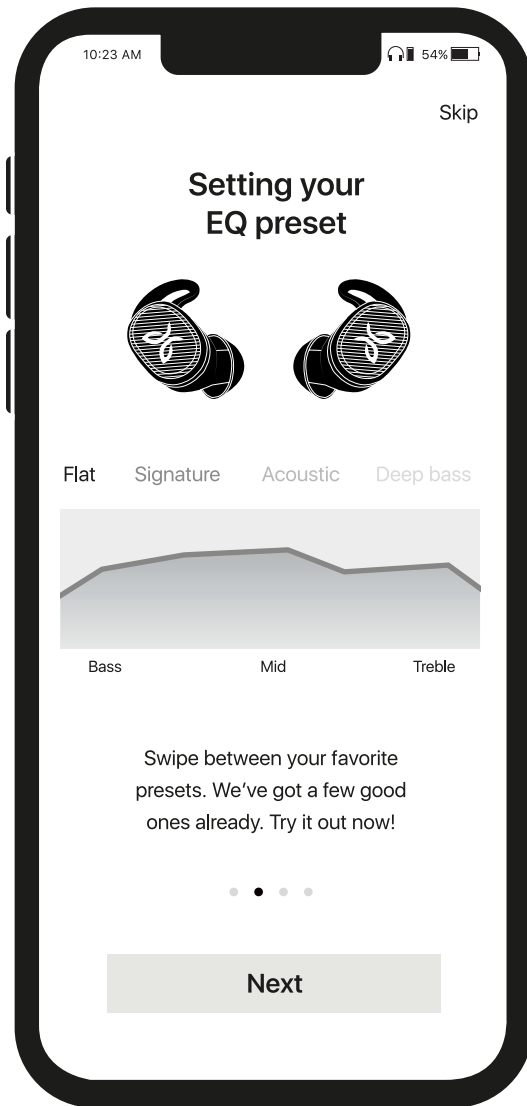 10:23 AM 54%
Skip
Setting your
EQ preset
Flat Signature Acoustic Deep bass
Bass Mid Treble
Swipe between your favorite
presets. We’ve got a few good
ones already. Try it out now!
Next